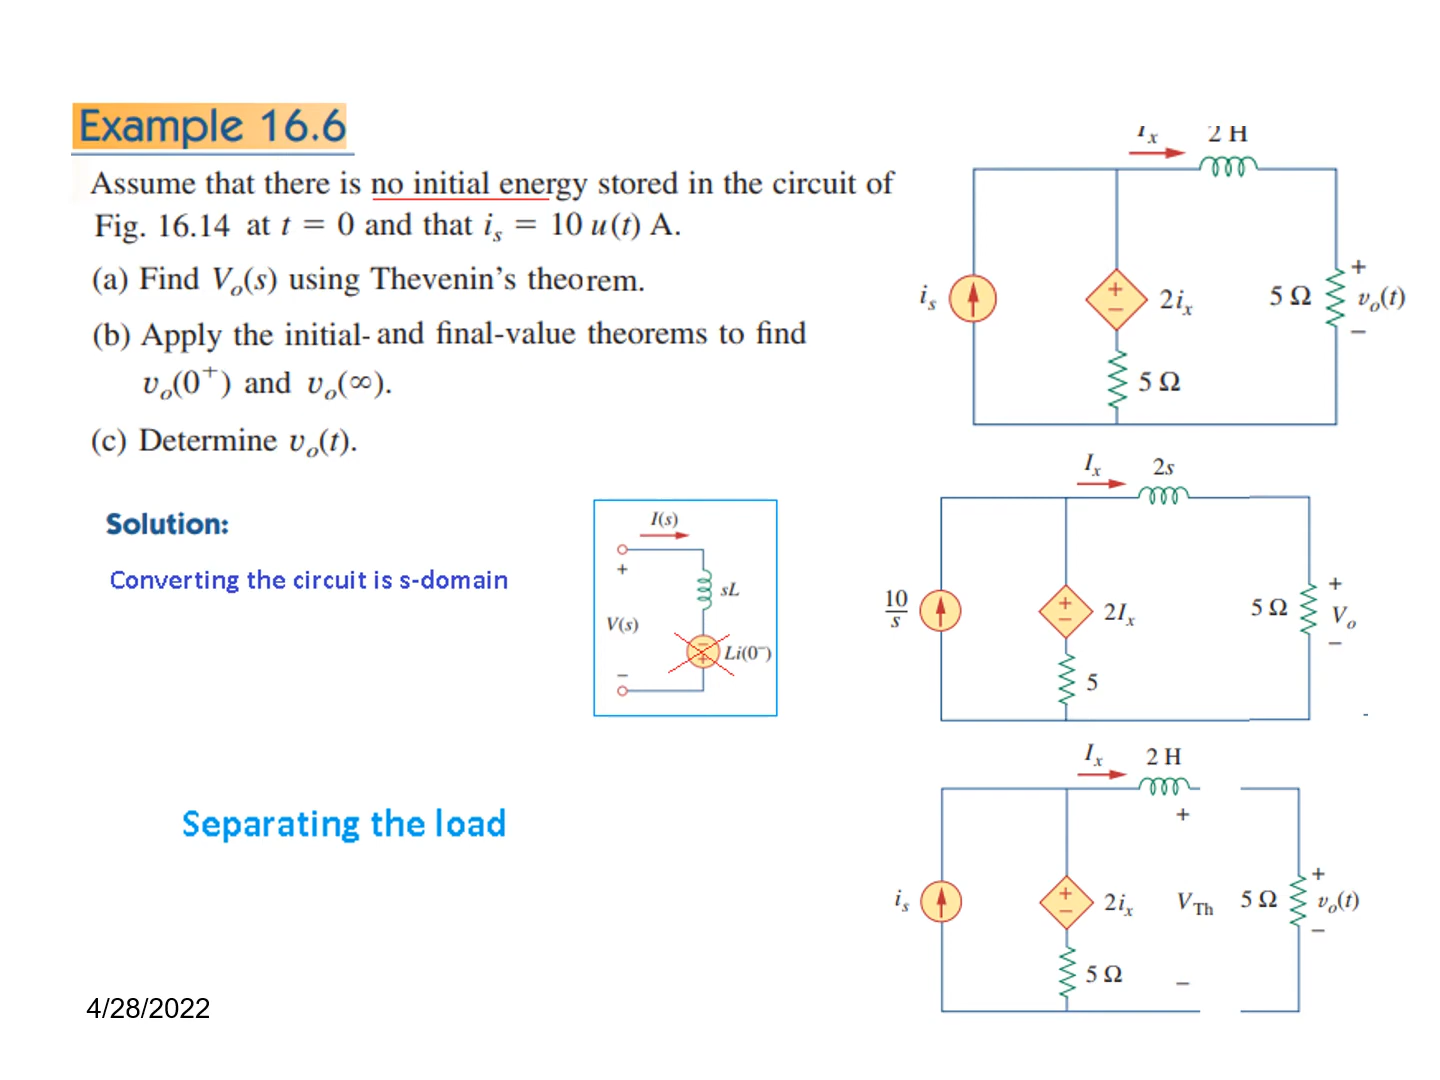 Example 16.6
Assume that there is no initial energy stored in the circuit of
Fig. 16.14 at t = 0 and that iₛ = 10 u(t) A.
(a) Find Vₒ(s) using Thevenin's theorem.
(b) Apply the initial- and final-value theorems to find
vₒ(0⁺) and vₒ(∞).
(c) Determine vₒ(t).
Solution:
Converting the circuit is s-domain
I(s)
+
sL
V(s)
−
+
Li(0⁻)
−
Separating the load
4/28/2022
Iₓ 2 H
+
iₛ + − 2iₓ 5 Ω vₒ(t)
−
5 Ω
Iₓ 2s
+
10/s + − 2Iₓ 5 Ω Vₒ
−
5
Iₓ 2 H
+
+
iₛ + − 2iₓ V_Th 5 Ω vₒ(t)
−
5 Ω −